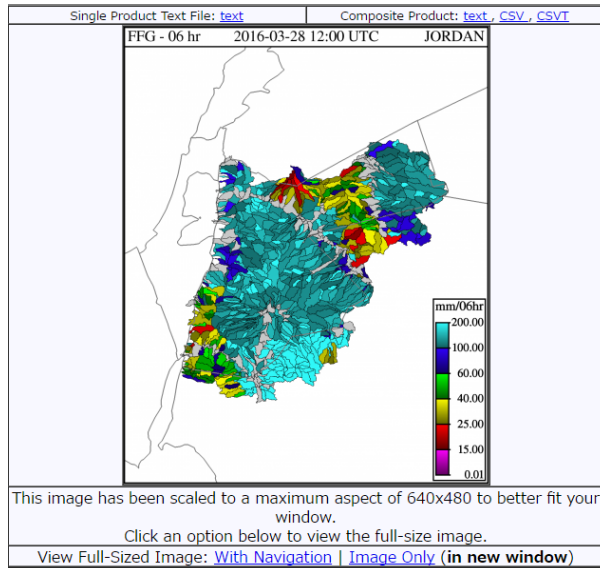 Single Product Text File: text
Composite Product: text , CSV , CSVT
FFG - 06 hr 2016-03-28 12:00 UTC JORDAN
mm/06hr
200.00
100.00
60.00
40.00
25.00
15.00
0.01
This image has been scaled to a maximum aspect of 640x480 to better fit your
window.
Click an option below to view the full-size image.
View Full-Sized Image: With Navigation | Image Only (in new window)